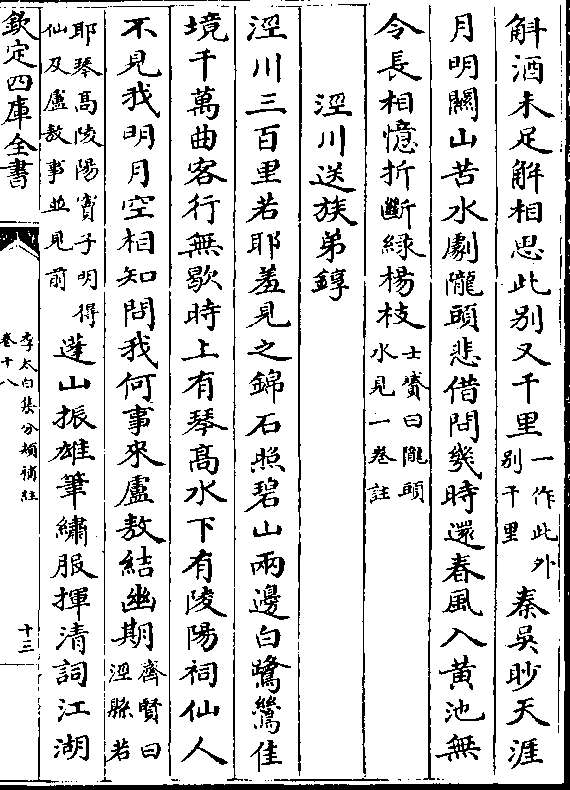 斛酒未足解相思此别又千里一作此外别千里秦吳眇天涯
月明關山苦水劇隴頭悲借問幾時還春風入黄池無
令長相憶折斷緑楊枝士贇曰隴頭水見一卷註
涇川送族弟錞
涇川三百里若耶羞見之錦石照碧山兩邊白鷺鷥佳
境千萬曲客行無歇時上有琴髙水下有陵陽祠仙人
不見我明月空相知問我何事來盧敖結幽期齊賢曰涇縣若
耶琴髙陵陽竇子明得仙及盧敖事並見前蓬山振雄筆繡服揮清詞江湖
欽定四庫全書
李太白集分類補註
卷十八
十三